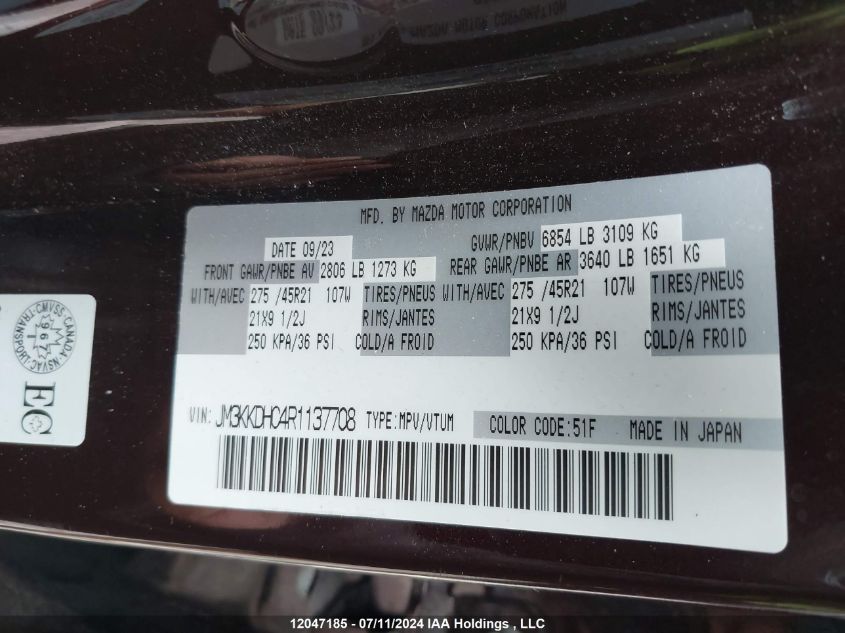 MFD. BY MAZDA MOTOR CORPORATION
DATE 09/23
GVWR/PNBV 6854 LB 3109 KG
FRONT GAWR/PNBE AV 2806 LB 1273 KG
REAR GAWR/PNBE AR 3640 LB 1651 KG
WITH/AVEC 275 /45R21 107W TIRES/PNEUS WITH/AVEC 275 /45R21 107W TIRES/PNEUS
21X9 1/2J RIMS/JANTES 21X9 1/2J RIMS/JANTES
250 KPA/36 PSI COLD/A FROID 250 KPA/36 PSI COLD/A FROID
VIN: JM3KKDHC4R1137708 TYPE:MPV/VTUM COLOR CODE:51F MADE IN JAPAN
EC
12047185 - 07/11/2024 IAA Holdings , LLC